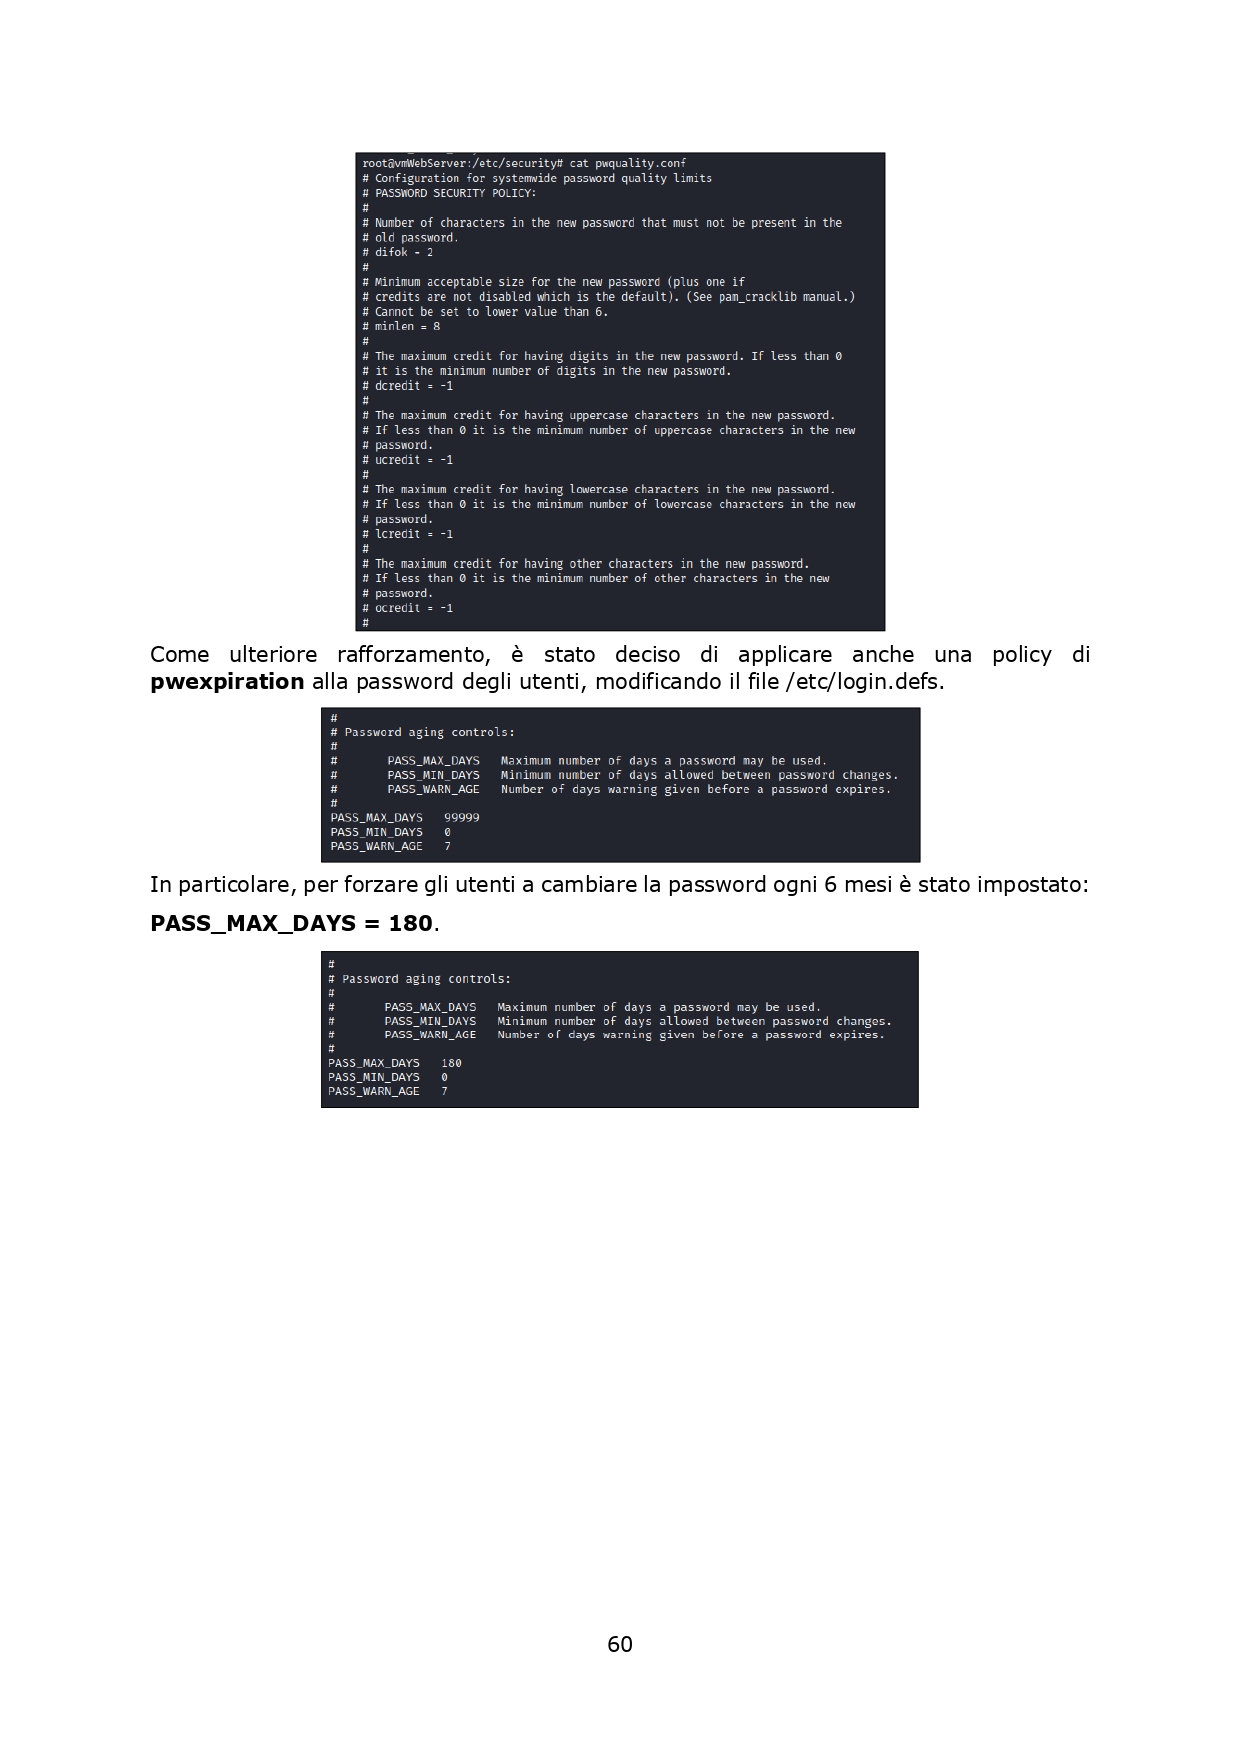 root@vmWebServer:/etc/security# cat pwquality.conf
# Configuration for systemwide password quality limits
# PASSWORD SECURITY POLICY:
#
# Number of characters in the new password that must not be present in the
# old password.
# difok - 2
#
# Minimum acceptable size for the new password (plus one if
# credits are not disabled which is the default). (See pam_cracklib manual.)
# Cannot be set to lower value than 6.
# minlen = 8
#
# The maximum credit for having digits in the new password. If less than 0
# it is the minimum number of digits in the new password.
# dcredit = -1
#
# The maximum credit for having uppercase characters in the new password.
# If less than 0 it is the minimum number of uppercase characters in the new
# password.
# ucredit = -1
#
# The maximum credit for having lowercase characters in the new password.
# If less than 0 it is the minimum number of lowercase characters in the new
# password.
# lcredit = -1
#
# The maximum credit for having other characters in the new password.
# If less than 0 it is the minimum number of other characters in the new
# password.
# ocredit = -1
#
Come ulteriore rafforzamento, è stato deciso di applicare anche una policy di
pwexpiration alla password degli utenti, modificando il file /etc/login.defs.
#
# Password aging controls:
#
# PASS_MAX_DAYS Maximum number of days a password may be used.
# PASS_MIN_DAYS Minimum number of days allowed between password changes.
# PASS_WARN_AGE Number of days warning given before a password expires.
#
PASS_MAX_DAYS 99999
PASS_MIN_DAYS 0
PASS_WARN_AGE 7
In particolare, per forzare gli utenti a cambiare la password ogni 6 mesi è stato impostato:
PASS_MAX_DAYS = 180.
#
# Password aging controls:
#
# PASS_MAX_DAYS Maximum number of days a password may be used.
# PASS_MIN_DAYS Minimum number of days allowed between password changes.
# PASS_WARN_AGE Number of days warning given before a password expires.
#
PASS_MAX_DAYS 180
PASS_MIN_DAYS 0
PASS_WARN_AGE 7
60